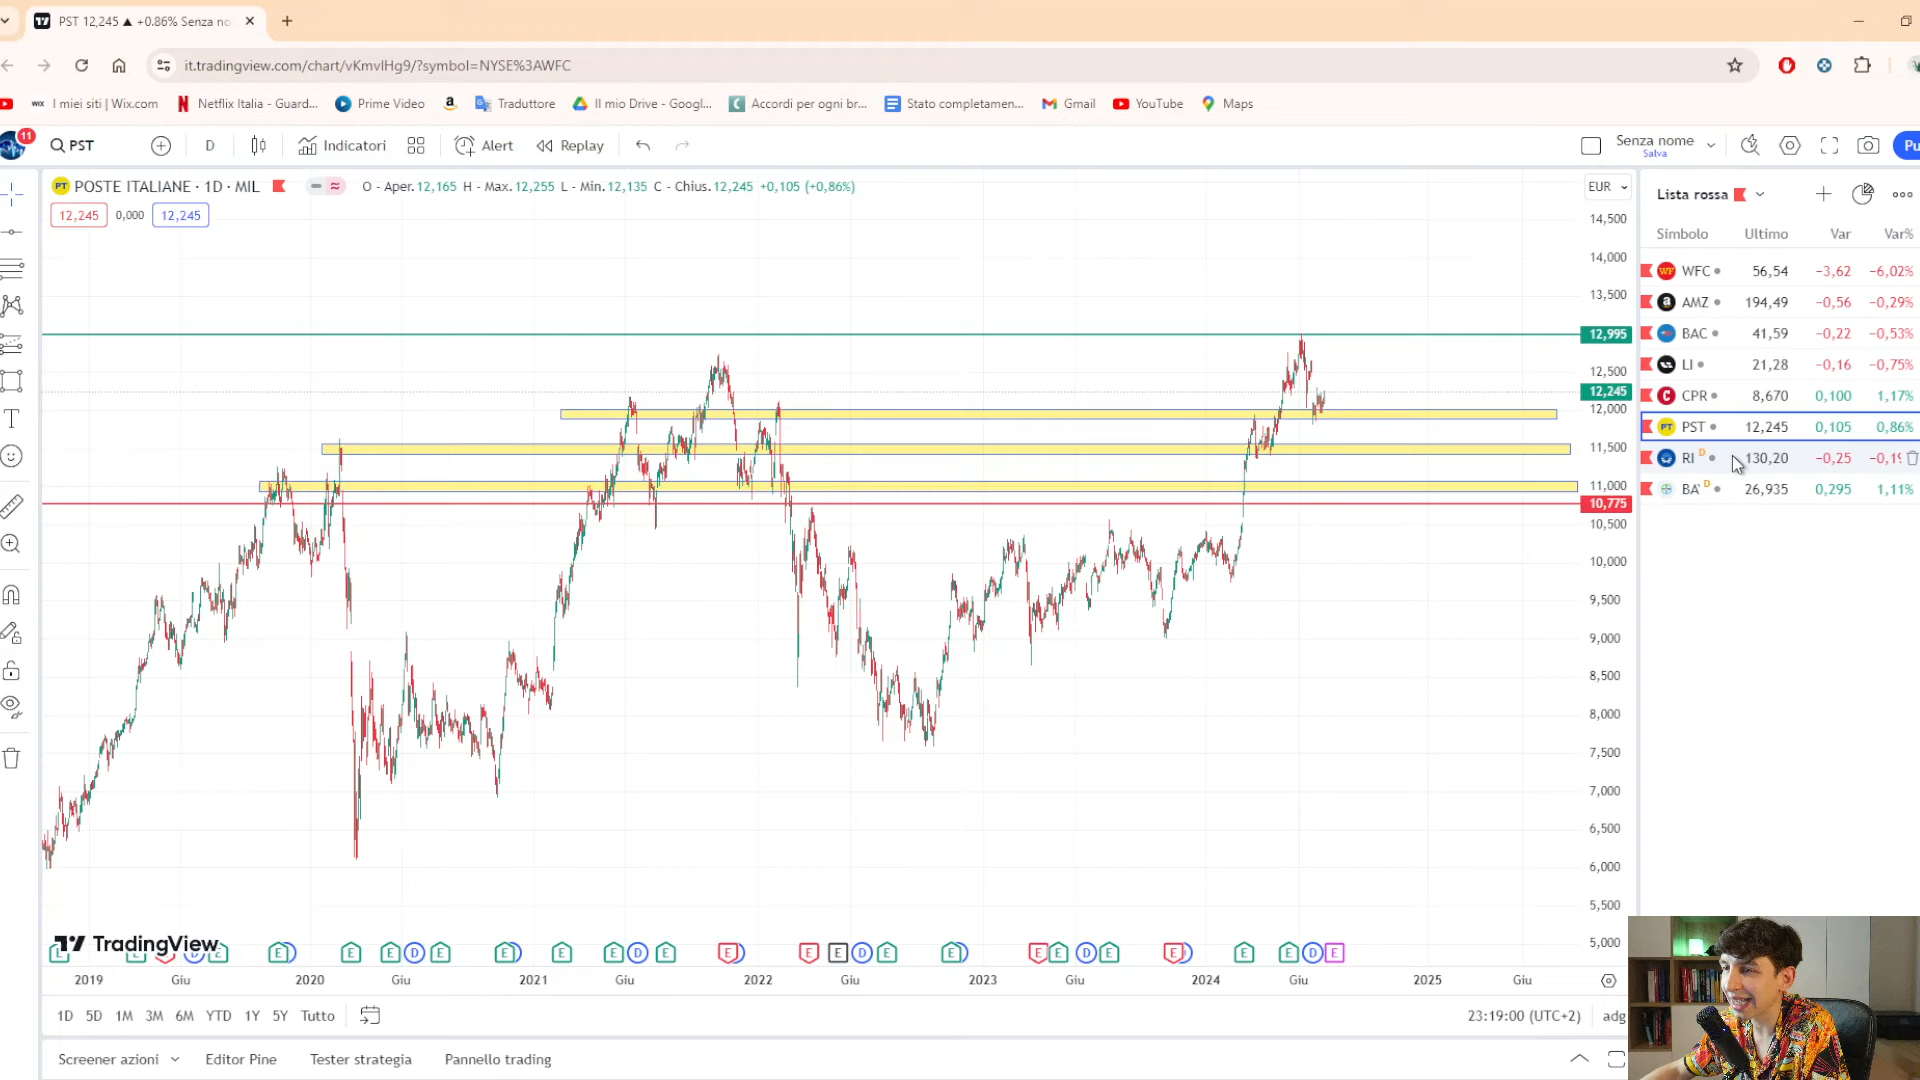 PST 12,245 ▲ +0.86% Senza no
it.tradingview.com/chart/vKmvlHg9/?symbol=NYSE%3AWFC
WIX I miei siti | Wix.com
Netflix Italia - Guard...
Prime Video
Traduttore
Il mio Drive - Googl...
Accordi per ogni br...
Stato completamen...
Gmail
YouTube
Maps
11
PST
D
Indicatori
Alert
Replay
Senza nome
Salva
Pu
POSTE ITALIANE · 1D · MIL
O - Aper. 12,165 H - Max. 12,255 L - Min. 12,135 C - Chius. 12,245 +0,105 (+0,86%)
12,245 0,000 12,245
EUR
14,500
14,000
13,500
12,995
12,500
12,245
12,000
11,500
11,000
10,775
10,500
10,000
9,500
9,000
8,500
8,000
7,500
7,000
6,500
6,000
5,500
5,000
Lista rossa
Simbolo Ultimo Var Var%
WFC 56,54 −3,62 −6,02%
AMZ 194,49 −0,56 −0,29%
BAC 41,59 −0,22 −0,53%
LI 21,28 −0,16 −0,75%
CPR 8,670 0,100 1,17%
PT PST 12,245 0,105 0,86%
RI D 130,20 −0,25 −0,19
BA D 26,935 0,295 1,11%
TradingView
E E D E E E D E E E E D E E E D E E E D E E
2019 Giu 2020 Giu 2021 Giu 2022 Giu 2023 Giu 2024 Giu 2025 Giu
1D 5D 1M 3M 6M YTD 1Y 5Y Tutto
23:19:00 (UTC+2) adg
Screener azioni Editor Pine Tester strategia Pannello trading